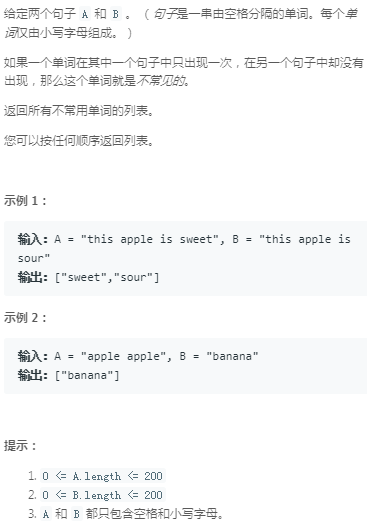 给定两个句子 A 和 B 。 （句子是一串由空格分隔的单词。每个单
词仅由小写字母组成。）
如果一个单词在其中一个句子中只出现一次，在另一个句子中却没有
出现，那么这个单词就是不常见的。
返回所有不常用单词的列表。
您可以按任何顺序返回列表。
示例 1：
输入：A = "this apple is sweet", B = "this apple is
sour"
输出：["sweet","sour"]
示例 2：
输入：A = "apple apple", B = "banana"
输出：["banana"]
提示：
1. 0 <= A.length <= 200
2. 0 <= B.length <= 200
3. A 和 B 都只包含空格和小写字母。